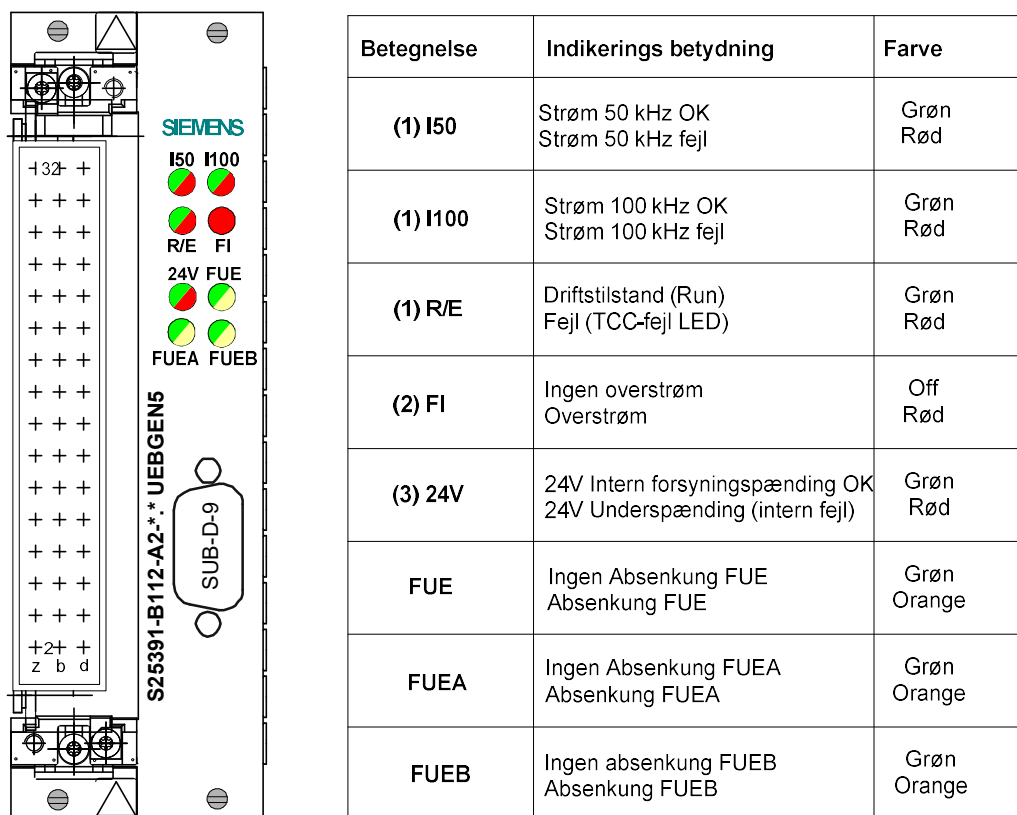 SIEMENS
I50 I100
R/E FI
24V FUE
FUEA FUEB
32
2
z b d
S25391-B112-A2-*.* UEBGEN5
SUB-D-9
Betegnelse Indikerings betydning Farve
(1) I50
Strøm 50 kHz OK Grøn
Strøm 50 kHz fejl Rød
(1) I100
Strøm 100 kHz OK Grøn
Strøm 100 kHz fejl Rød
(1) R/E
Driftstilstand (Run) Grøn
Fejl (TCC-fejl LED) Rød
(2) FI
Ingen overstrøm Off
Overstrøm Rød
(3) 24V
24V Intern forsyningspænding OK Grøn
24V Underspænding (intern fejl) Rød
FUE
Ingen Absenkung FUE Grøn
Absenkung FUE Orange
FUEA
Ingen Absenkung FUEA Grøn
Absenkung FUEA Orange
FUEB
Ingen absenkung FUEB Grøn
Absenkung FUEB Orange